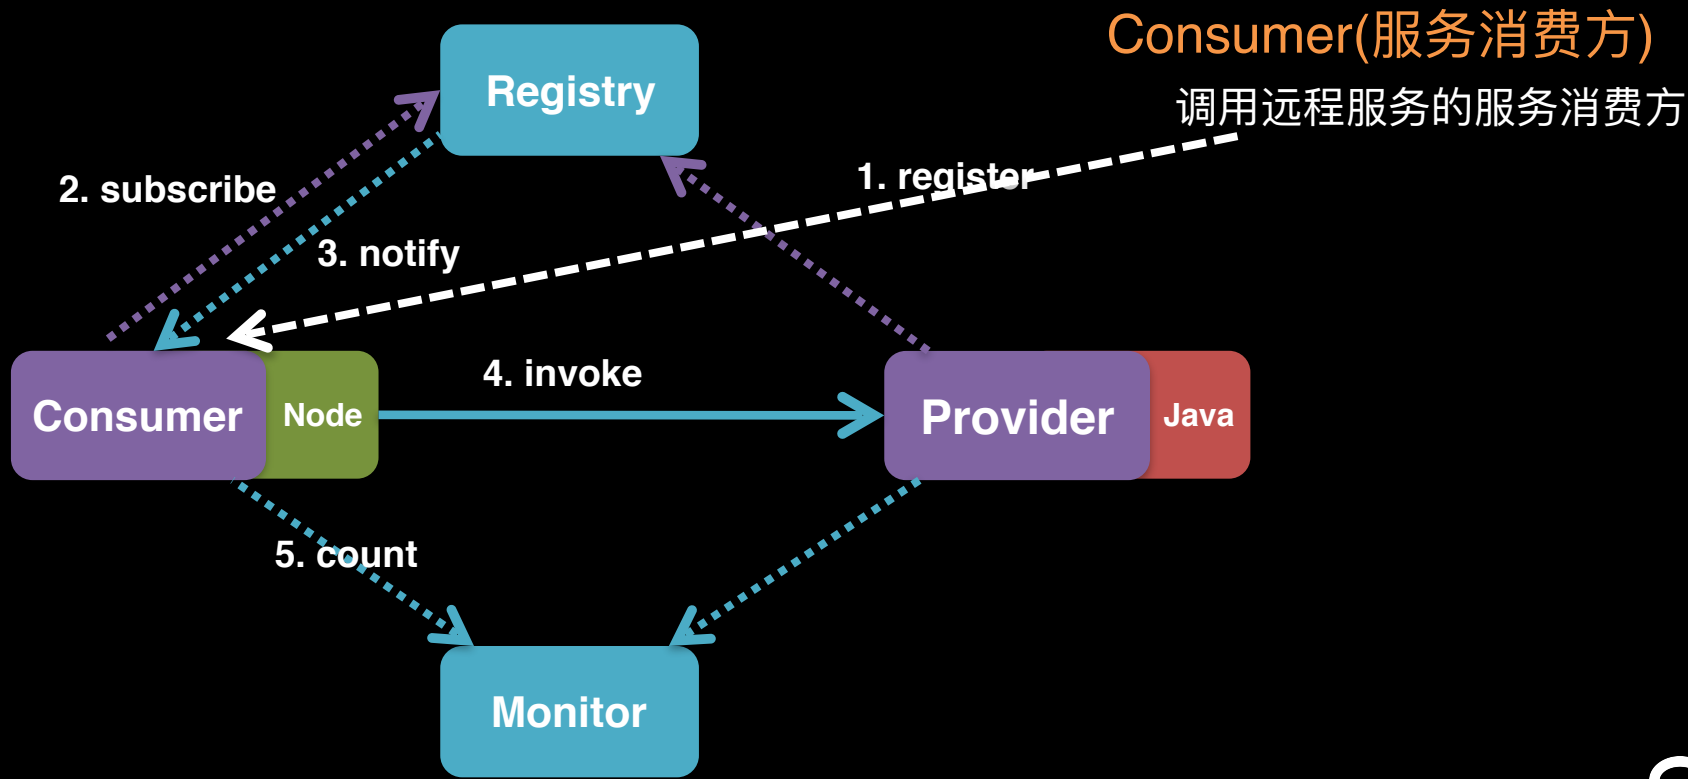 Consumer(服务消费方)
调用远程服务的服务消费方
Registry
1. register
2. subscribe
3. notify
4. invoke
Consumer
Node
Provider
Java
5. count
Monitor